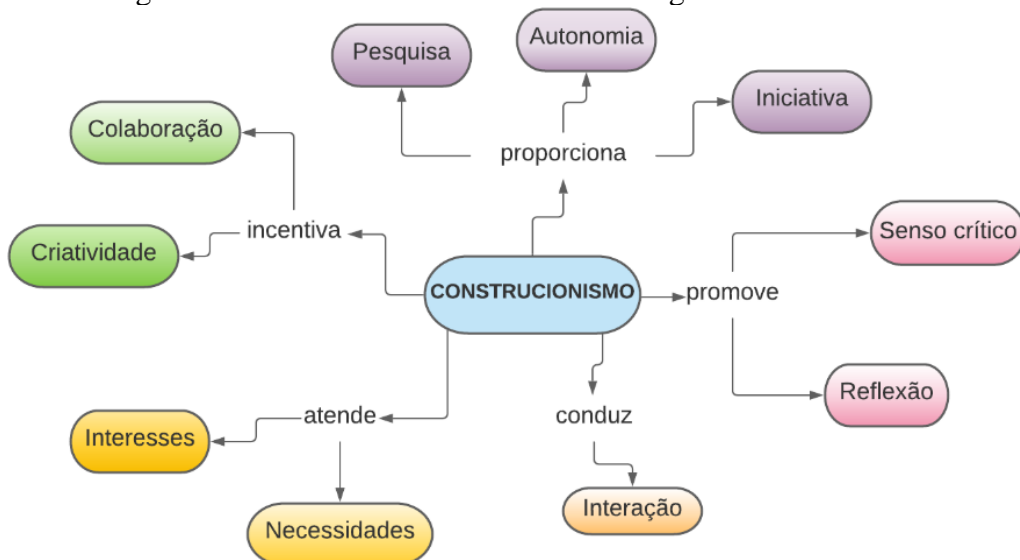 Pesquisa
Autonomia
Iniciativa
Colaboração
proporciona
incentiva
Criatividade
Senso crítico
CONSTRUCIONISMO
promove
Reflexão
atende
conduz
Interesses
Necessidades
Interação